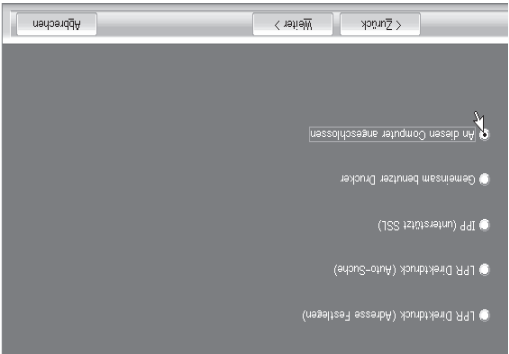 LPR Direktdruck (Adresse Festlegen)
LPR Direktdruck (Auto-Suche)
IPP (unterstützt SSL)
Gemeinsam benutzer Drucker
An diesen Computer angeschlossen
< Zurück
Weiter >
Abbrechen